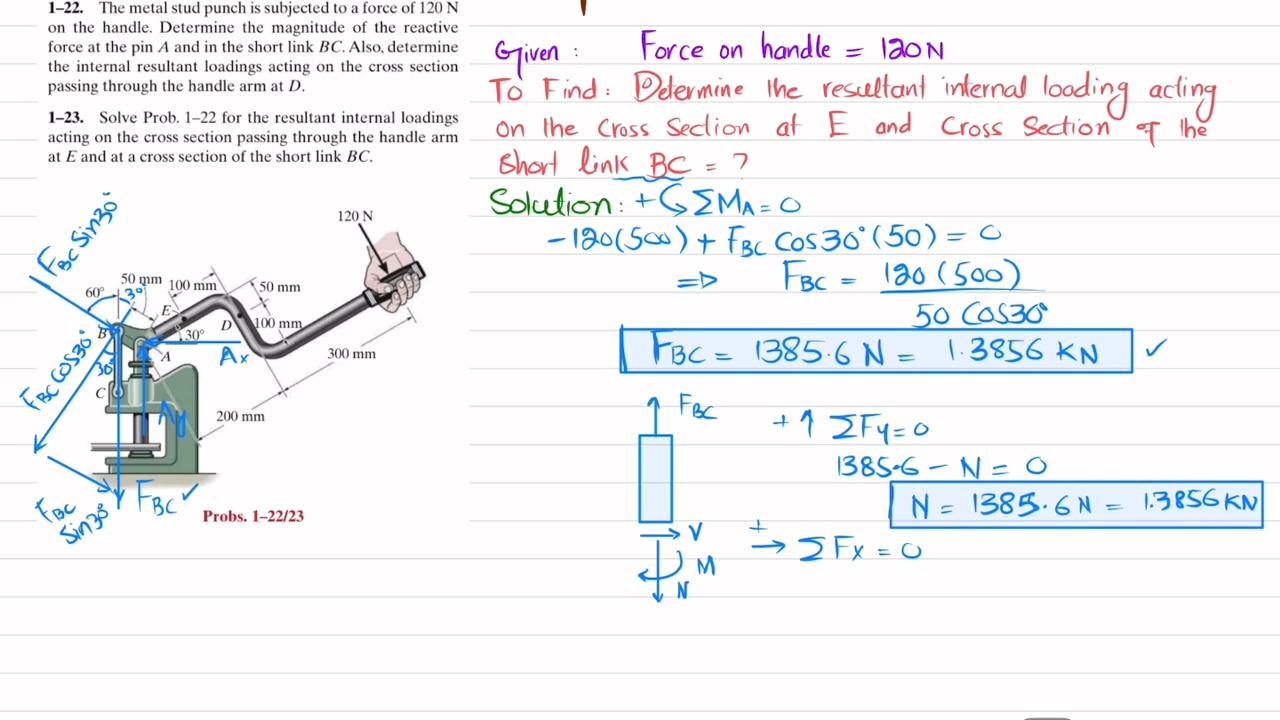 1–22. The metal stud punch is subjected to a force of 120 N
on the handle. Determine the magnitude of the reactive
force at the pin A and in the short link BC. Also, determine
the internal resultant loadings acting on the cross section
passing through the handle arm at D.
1–23. Solve Prob. 1–22 for the resultant internal loadings
acting on the cross section passing through the handle arm
at E and at a cross section of the short link BC.
Given : Force on handle = 120N
To Find: Determine the resultant internal loading acting
on the Cross Section at E and Cross Section of the
Short link BC = ?
Solution: +↺ ΣMA = 0
-120(500) + FBC Cos30° (50) = 0
⇒ FBC = 120 (500)
50 Cos30°
FBC = 1385.6 N = 1.3856 KN ✓
FBC
+↑ ΣFy = 0
1385.6 - N = 0
N = 1385.6 N = 1.3856 KN
V
M
N
+→ ΣFx = 0
FBC Sin30°
120 N
50 mm
100 mm
50 mm
60°
30°
E
B
30°
D
100 mm
A
Ax
300 mm
FBC Cos30°
30°
C
Ay
200 mm
FBC ✓
FBC
Sin30°
Probs. 1–22/23